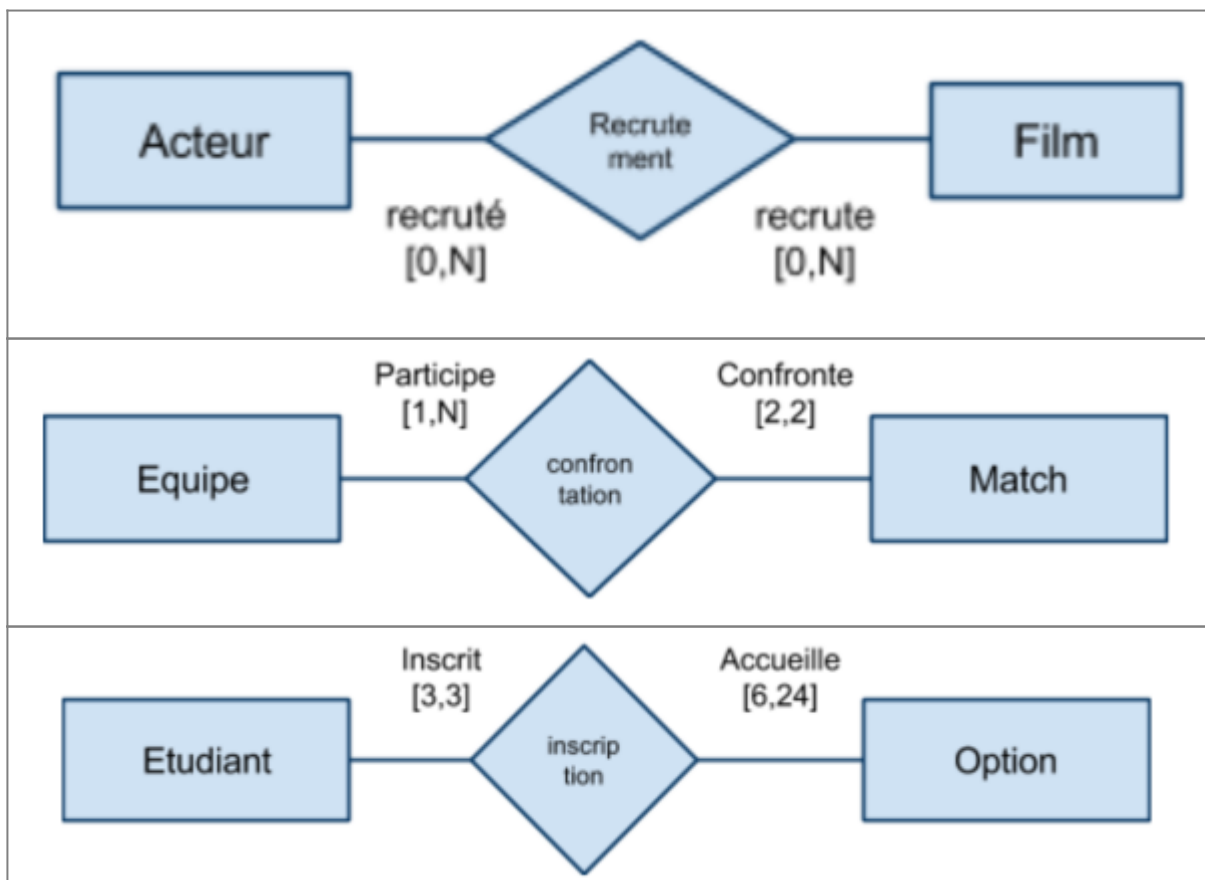 Acteur
Recrute
ment
Film
recruté
[0,N]
recrute
[0,N]
Participe
[1,N]
Confronte
[2,2]
Equipe
confron
tation
Match
Inscrit
[3,3]
Accueille
[6,24]
Etudiant
inscrip
tion
Option